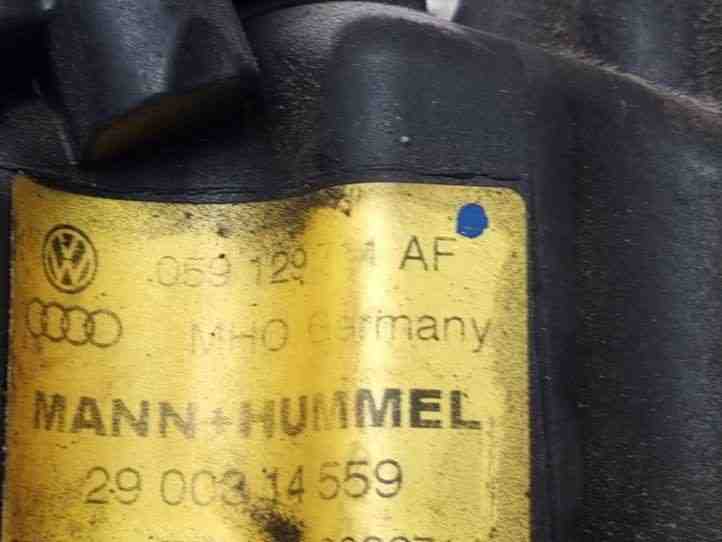 059 129 AF
MHO Germany
MANN+HUMMEL
29 003 14 559